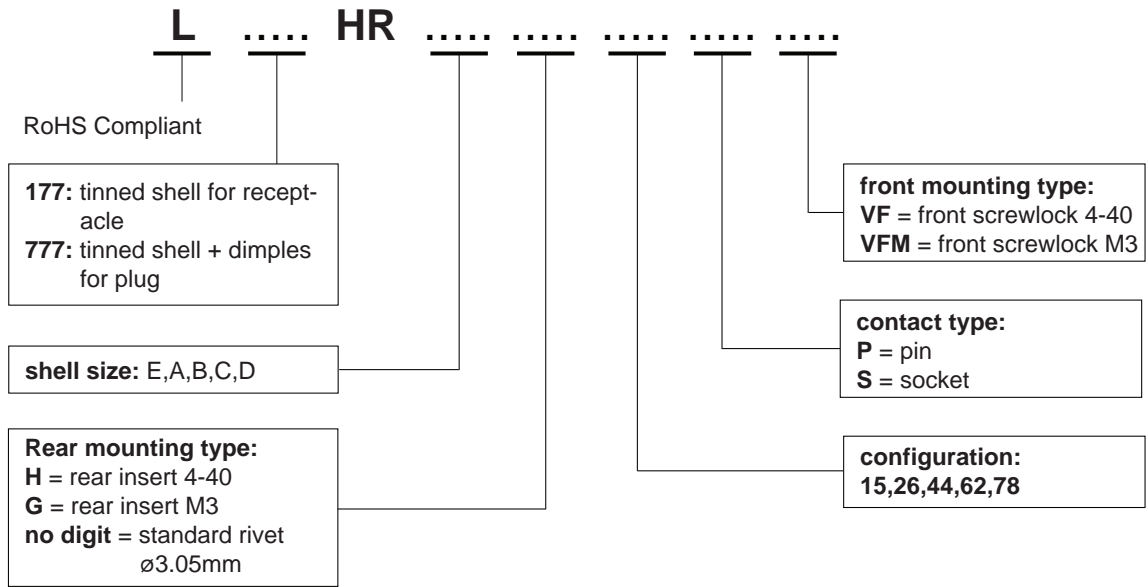 L ..... HR ..... ..... ..... ..... .....
RoHS Compliant
177: tinned shell for recept-
acle
777: tinned shell + dimples
for plug
shell size: E,A,B,C,D
Rear mounting type:
H = rear insert 4-40
G = rear insert M3
no digit = standard rivet
ø3.05mm
front mounting type:
VF = front screwlock 4-40
VFM = front screwlock M3
contact type:
P = pin
S = socket
configuration:
15,26,44,62,78